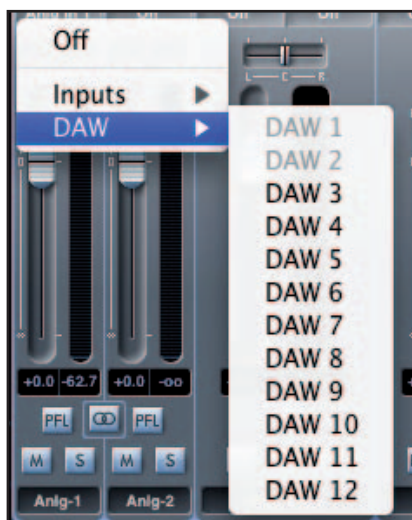 Off
Inputs
DAW
L C R
DAW 1
DAW 2
DAW 3
DAW 4
DAW 5
DAW 6
DAW 7
DAW 8
DAW 9
DAW 10
DAW 11
DAW 12
0 0
+0.0 -62.7 +0.0 -oo
PFL PFL
M S M S
Anlg-1 Anlg-2